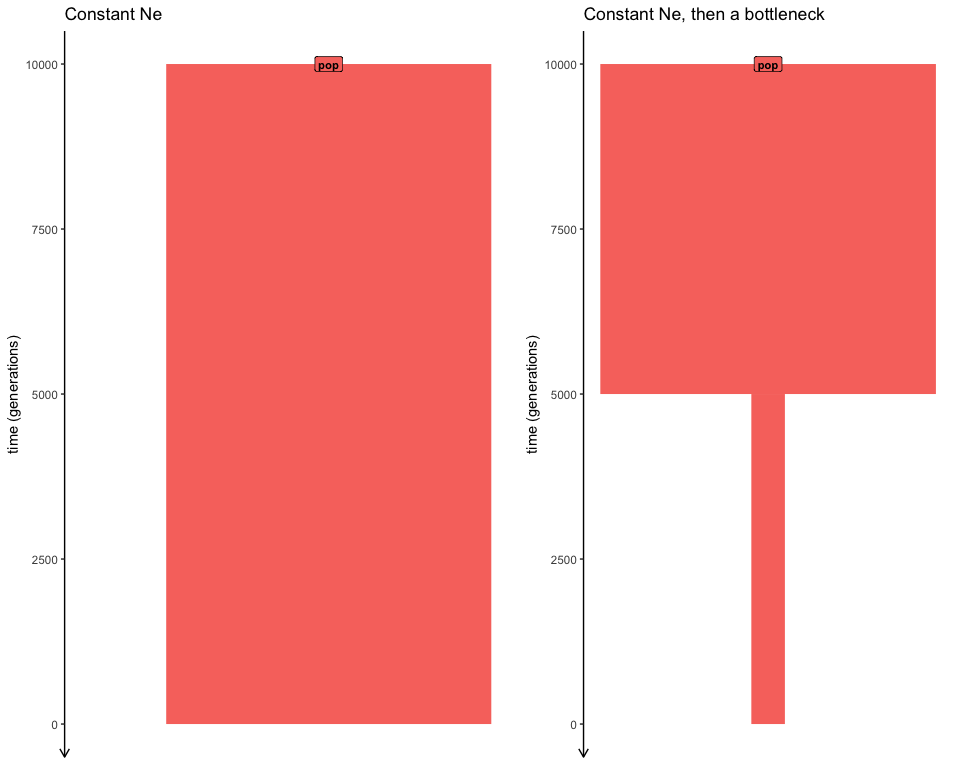 Constant Ne
pop
10000
7500
5000
2500
0
time (generations)
Constant Ne, then a bottleneck
pop
10000
7500
5000
2500
0
time (generations)